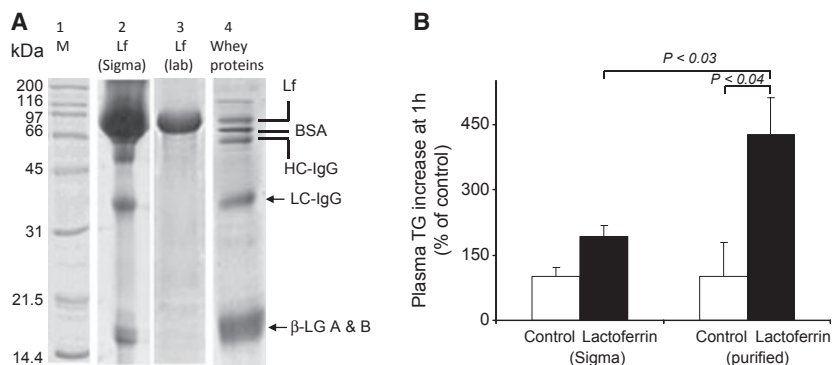 A
1
M
2
Lf
(Sigma)
3
Lf
(lab)
4
Whey
proteins
kDa
200
116
97
66
45
31
21.5
14.4
Lf
BSA
HC-IgG
LC-IgG
β-LG A & B
B
P < 0.03
P < 0.04
Plasma TG increase at 1h
(% of control)
450
300
150
0
Control Lactoferrin
(Sigma)
Control Lactoferrin
(purified)